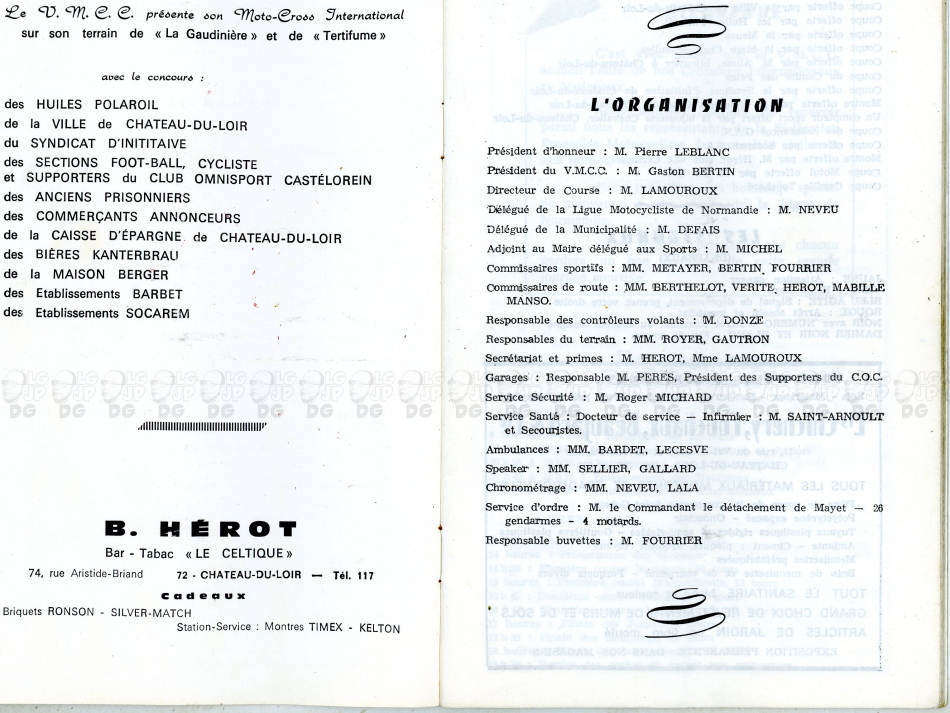 Le V. M. C. C. présente son Moto-Cross International
sur son terrain de « La Gaudinière » et de « Tertifume »
avec le concours :
des HUILES POLAROIL
de la VILLE de CHATEAU-DU-LOIR
du SYNDICAT D'INITITAIVE
des SECTIONS FOOT-BALL, CYCLISTE
et SUPPORTERS du CLUB OMNISPORT CASTÉLOREIN
des ANCIENS PRISONNIERS
des COMMERÇANTS ANNONCEURS
de la CAISSE D'ÉPARGNE de CHATEAU-DU-LOIR
des BIÈRES KANTERBRAU
de la MAISON BERGER
des Etablissements BARBET
des Etablissements SOCAREM
B. HÉROT
Bar - Tabac « LE CELTIQUE »
74, rue Aristide-Briand 72 - CHATEAU-DU-LOIR — Tél. 117
cadeaux
Briquets RONSON - SILVER-MATCH
Station-Service : Montres TIMEX - KELTON
L'ORGANISATION
Président d'honneur : M. Pierre LEBLANC
Président du V.M.C.C. : M. Gaston BERTIN
Directeur de Course : M. LAMOUROUX
Délégué de la Ligue Motocycliste de Normandie : M. NEVEU
Délégué de la Municipalité : M. DEFAIS
Adjoint au Maire délégué aux Sports : M. MICHEL
Commissaires sportifs : MM. METAYER, BERTIN, FOURRIER
Commissaires de route : MM. BERTHELOT, VERITE, HEROT, MABILLE
MANSO.
Responsable des contrôleurs volants : M. DONZE
Responsables du terrain : MM. ROYER, GAUTRON
Secrétariat et primes : M. HEROT, Mme LAMOUROUX
Garages : Responsable M. PERES, Président des Supporters du C.O.C.
Service Sécurité : M. Roger MICHARD
Service Santé : Docteur de service — Infirmier : M. SAINT-ARNOULT
et Secouristes.
Ambulances : MM. BARDET, LECESVE
Speaker : MM. SELLIER, GALLARD
Chronométrage : MM. NEVEU, LALA
Service d'ordre : M. le Commandant le détachement de Mayet — 26
gendarmes - 4 motards.
Responsable buvettes : M. FOURRIER